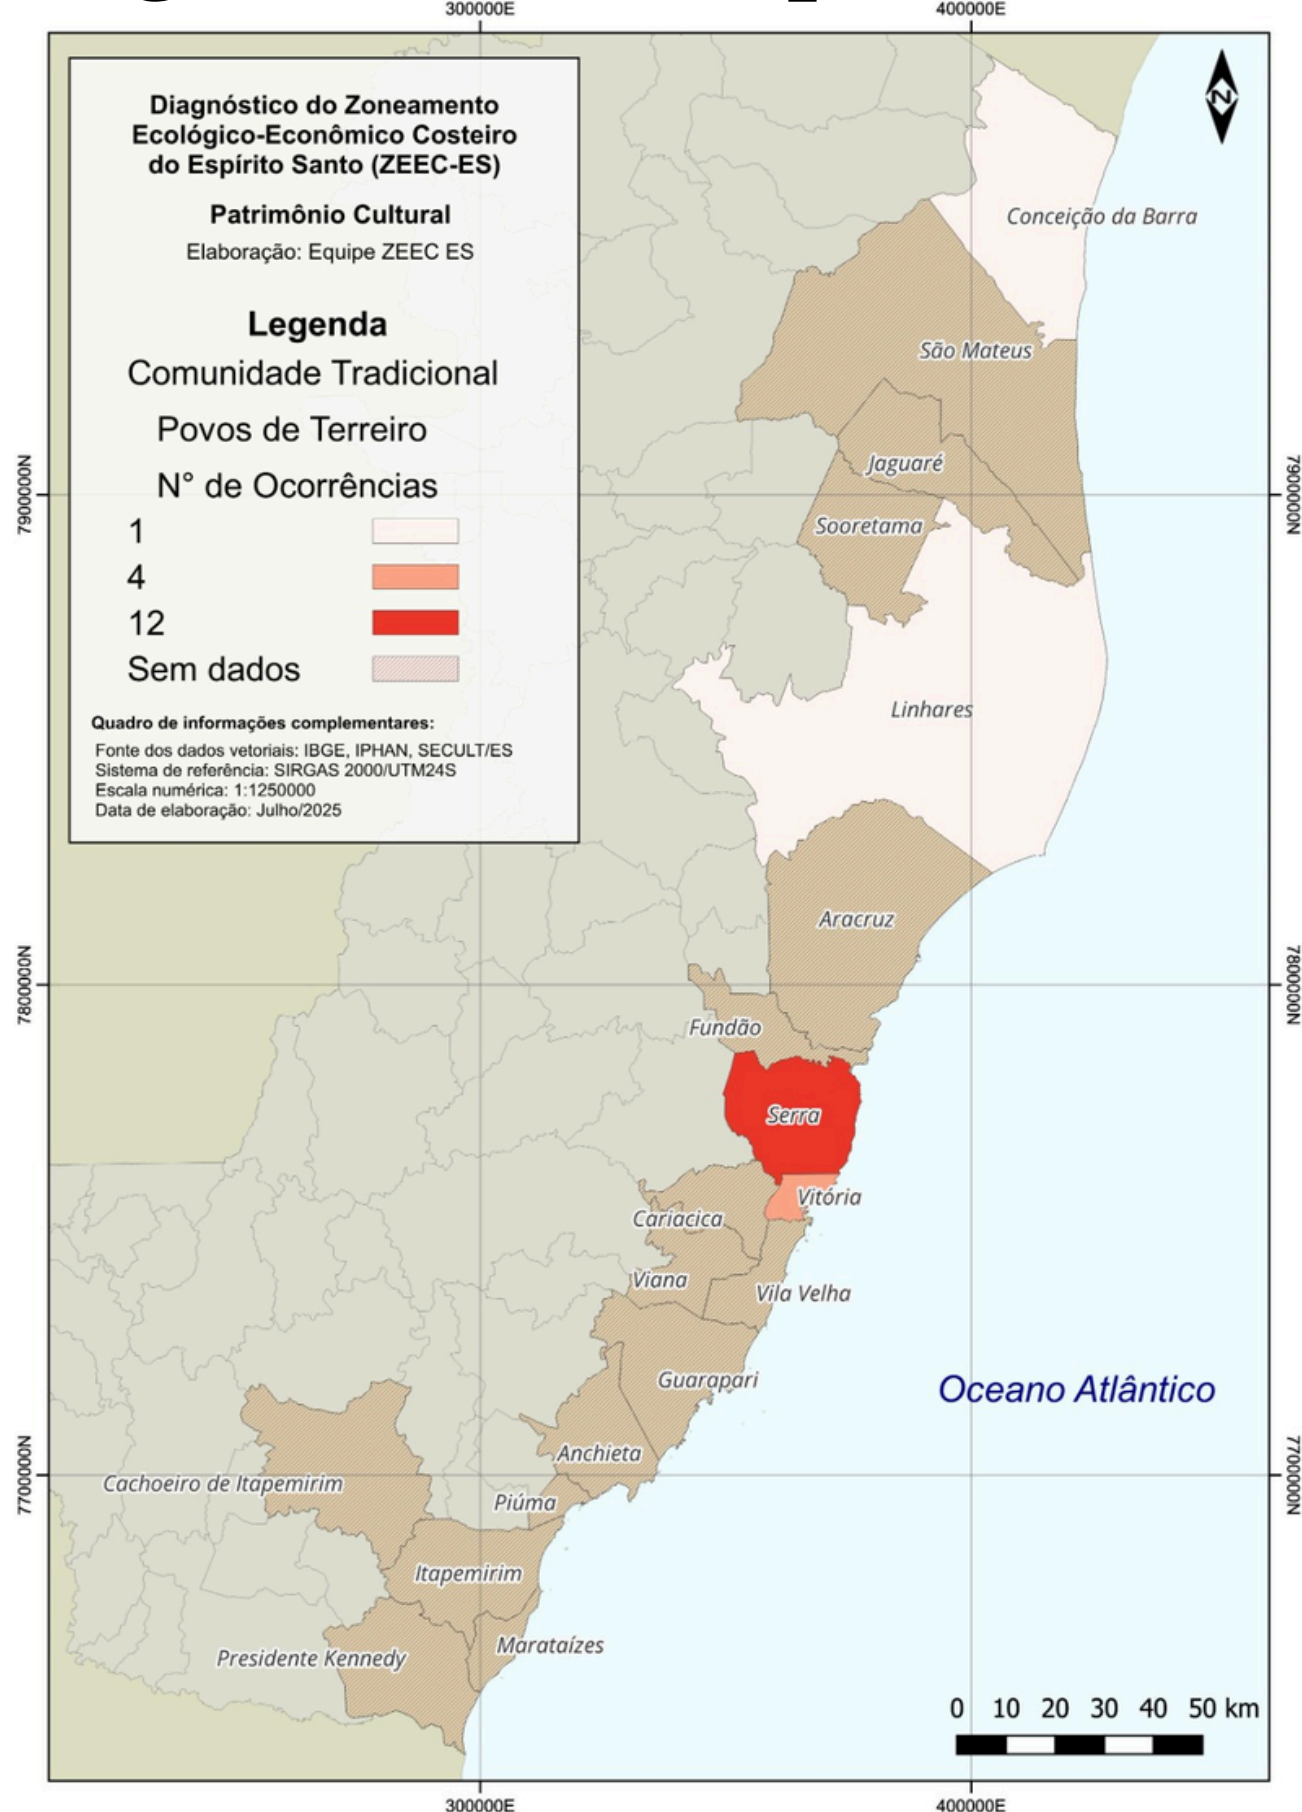 300000E
400000E
Diagnóstico do Zoneamento
Ecológico-Econômico Costeiro
do Espírito Santo (ZEEC-ES)
Patrimônio Cultural
Elaboração: Equipe ZEEC ES
Legenda
Comunidade Tradicional
Povos de Terreiro
N° de Ocorrências
1
4
12
Sem dados
Quadro de informações complementares:
Fonte dos dados vetoriais: IBGE, IPHAN, SECULT/ES
Sistema de referência: SIRGAS 2000/UTM24S
Escala numérica: 1:1250000
Data de elaboração: Julho/2025
N
Conceição da Barra
São Mateus
Jaguaré
7900000N
7900000N
Sooretama
Linhares
Aracruz
7800000N
7800000N
Fundão
Serra
Vitória
Cariacica
Viana
Vila Velha
Guarapari
Oceano Atlântico
Anchieta
7700000N
7700000N
Cachoeiro de Itapemirim
Piúma
Itapemirim
Marataízes
Presidente Kennedy
0 10 20 30 40 50 km
300000E
400000E